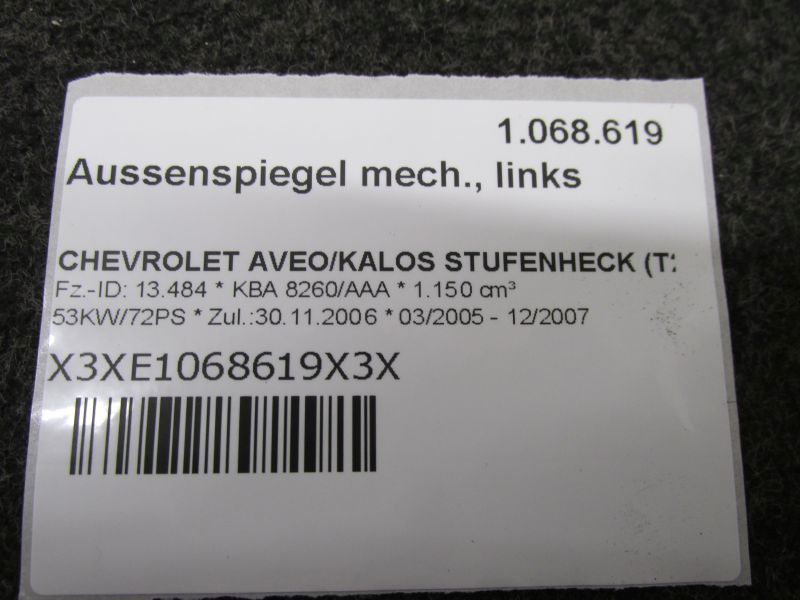 1.068.619
Aussenspiegel mech., links
CHEVROLET AVEO/KALOS STUFENHECK
Fz.-ID: 13.484 * KBA 8260/AAA * 1.150 cm³
53KW/72PS * Zul.:30.11.2006 * 03/2005 - 12/2007
X3XE1068619X3X